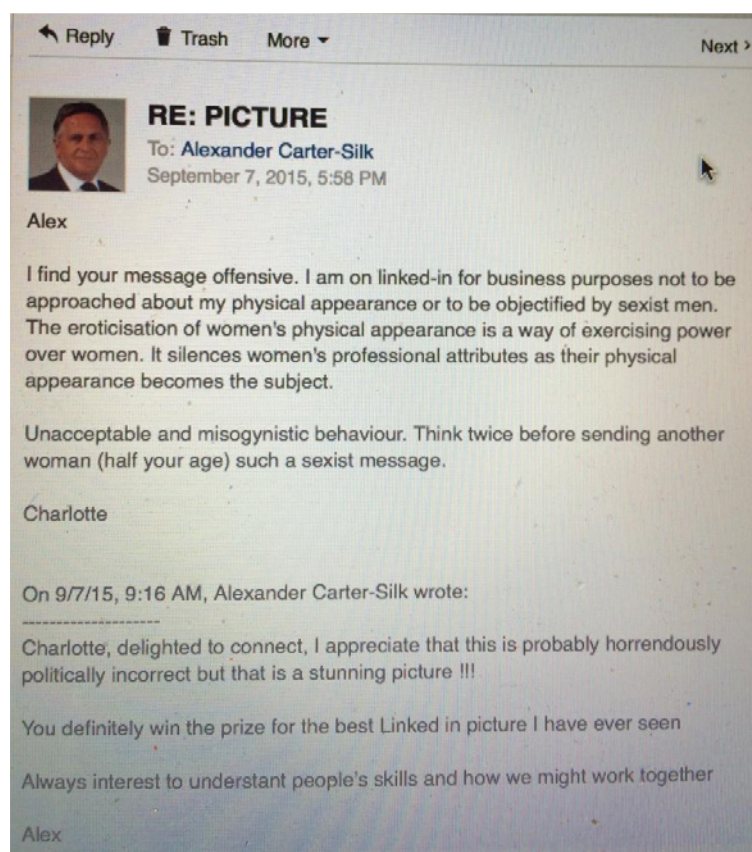 Reply Trash More Next >
RE: PICTURE
To: Alexander Carter-Silk
September 7, 2015, 5:58 PM
Alex
I find your message offensive. I am on linked-in for business purposes not to be
approached about my physical appearance or to be objectified by sexist men.
The eroticisation of women's physical appearance is a way of exercising power
over women. It silences women's professional attributes as their physical
appearance becomes the subject.
Unacceptable and misogynistic behaviour. Think twice before sending another
woman (half your age) such a sexist message.
Charlotte
On 9/7/15, 9:16 AM, Alexander Carter-Silk wrote:
--------------------
Charlotte, delighted to connect, I appreciate that this is probably horrendously
politically incorrect but that is a stunning picture !!!
You definitely win the prize for the best Linked in picture I have ever seen
Always interest to understant people's skills and how we might work together
Alex